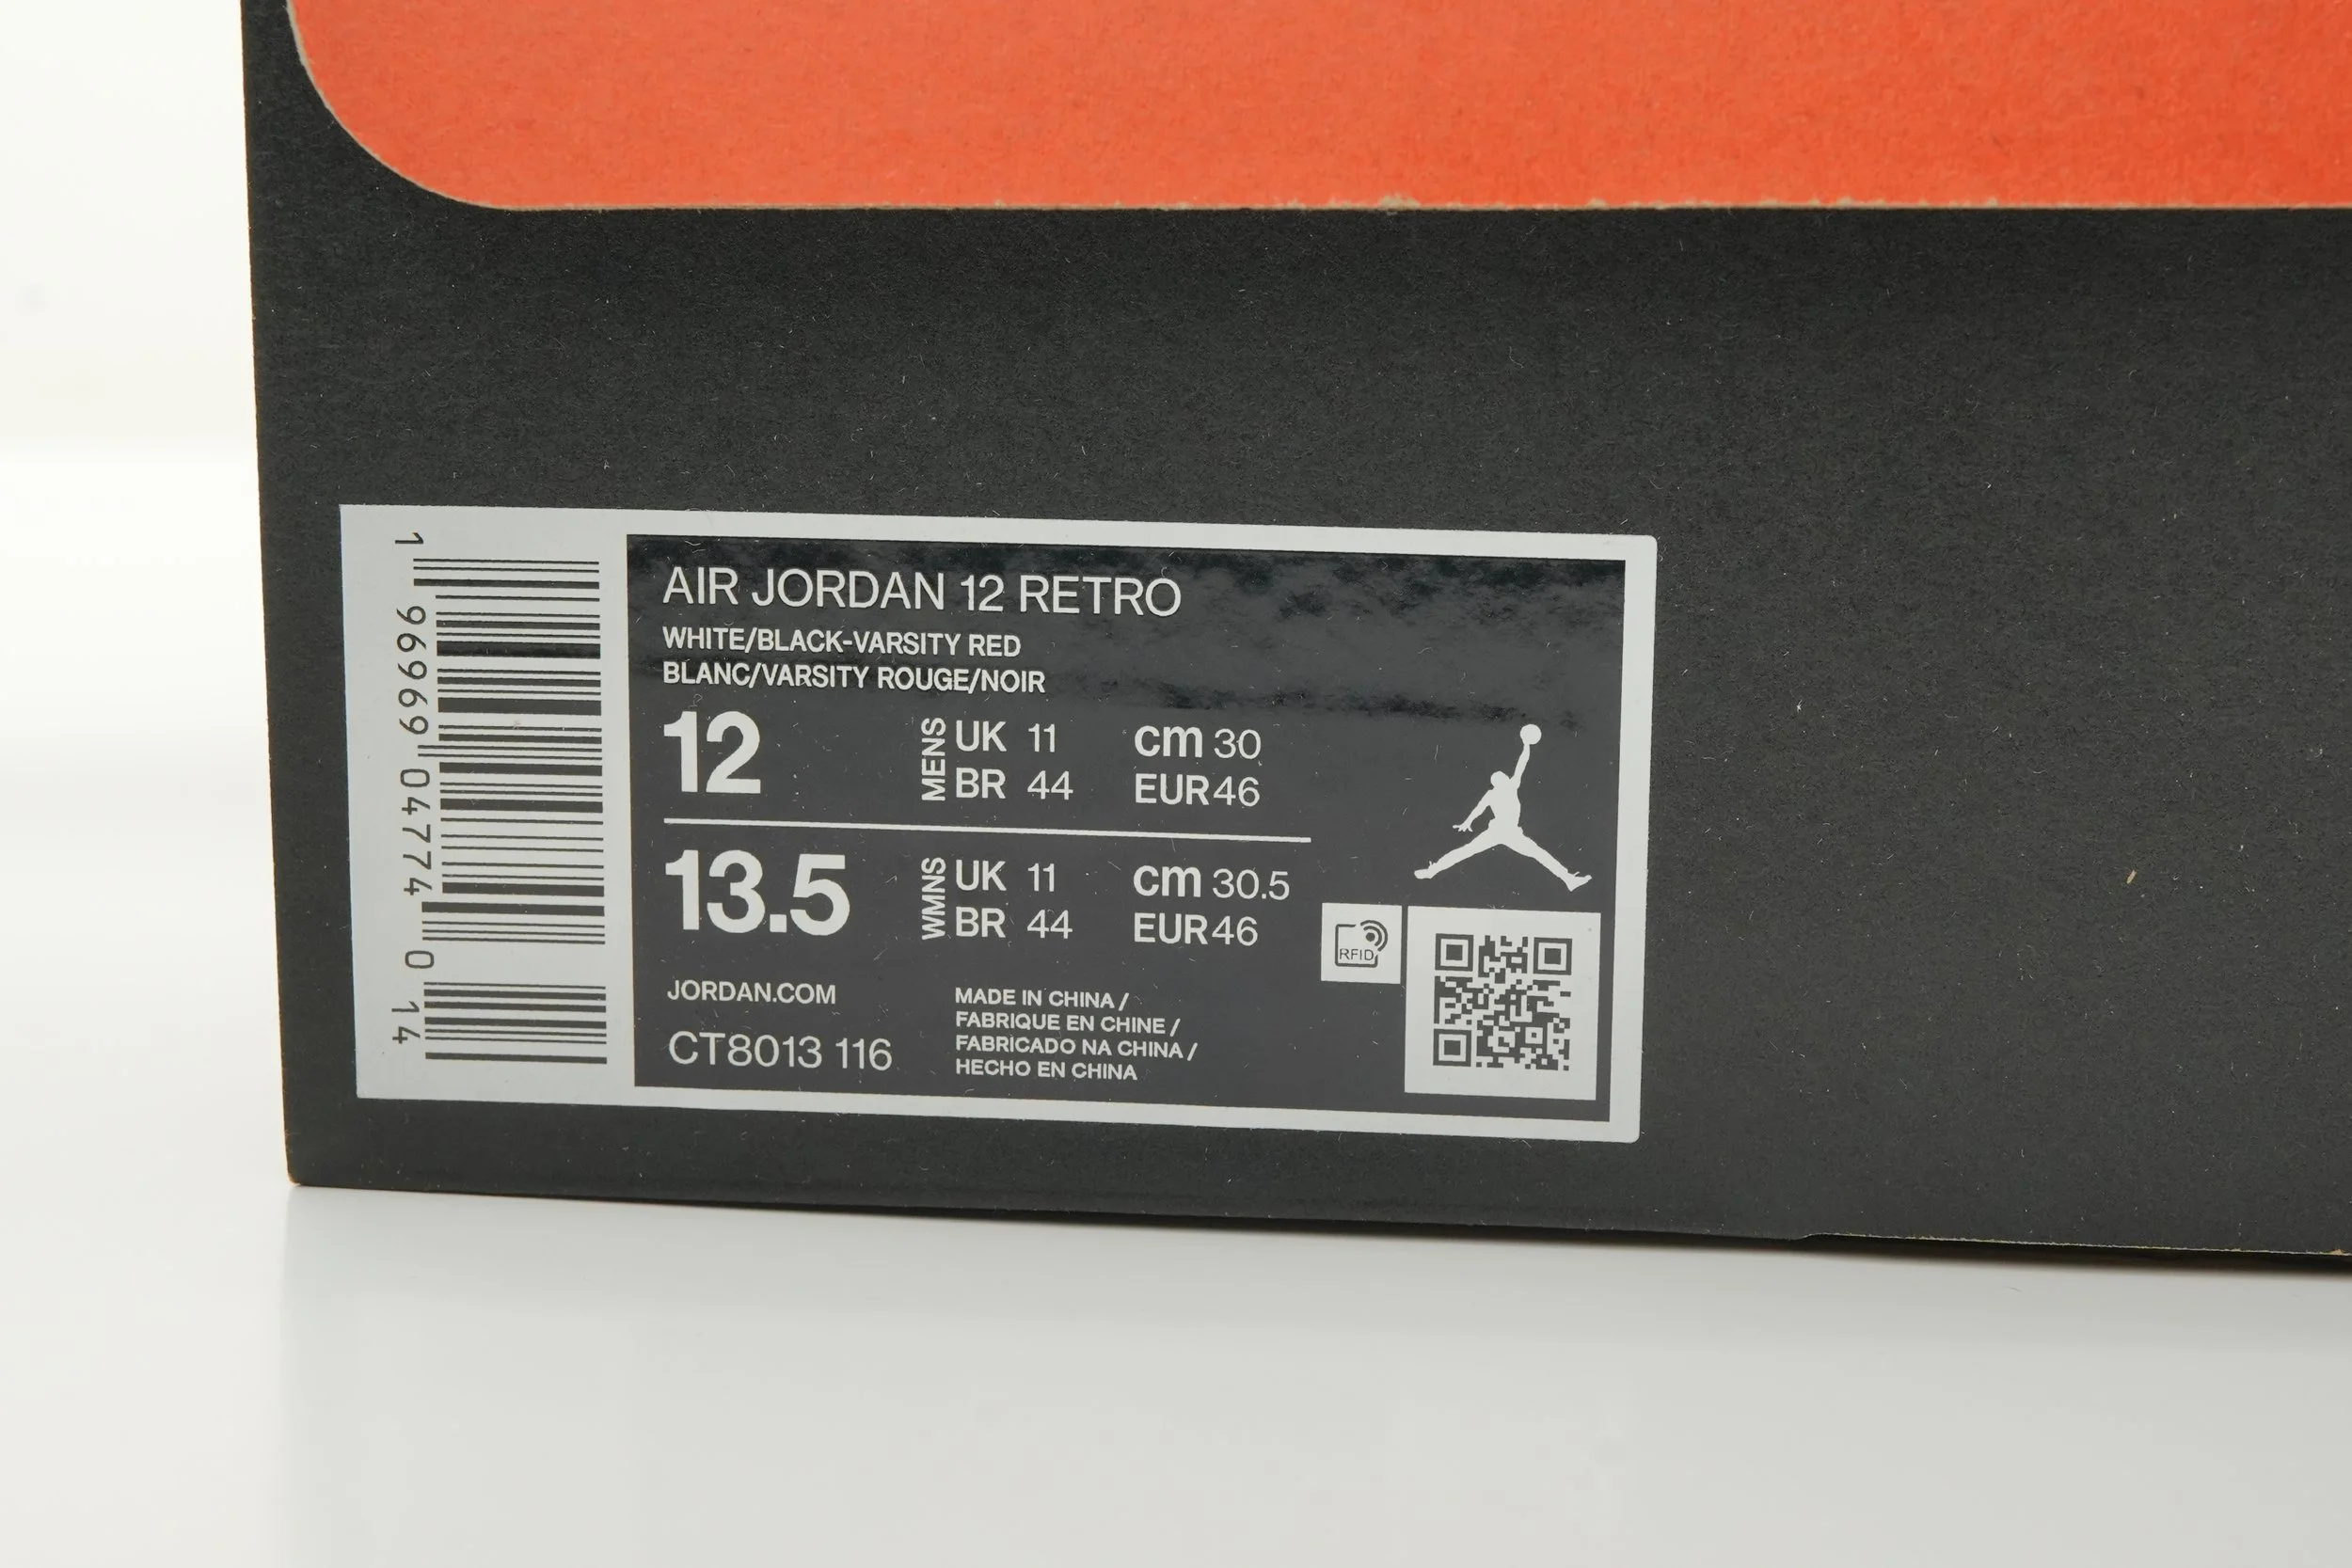 1 96969 04774 0 14
AIR JORDAN 12 RETRO
WHITE/BLACK-VARSITY RED
BLANC/VARSITY ROUGE/NOIR
12 MENS UK 11 cm 30
BR 44 EUR 46
13.5 WMNS UK 11 cm 30.5
BR 44 EUR 46
RFID
JORDAN.COM
CT8013 116
MADE IN CHINA /
FABRIQUE EN CHINE /
FABRICADO NA CHINA /
HECHO EN CHINA